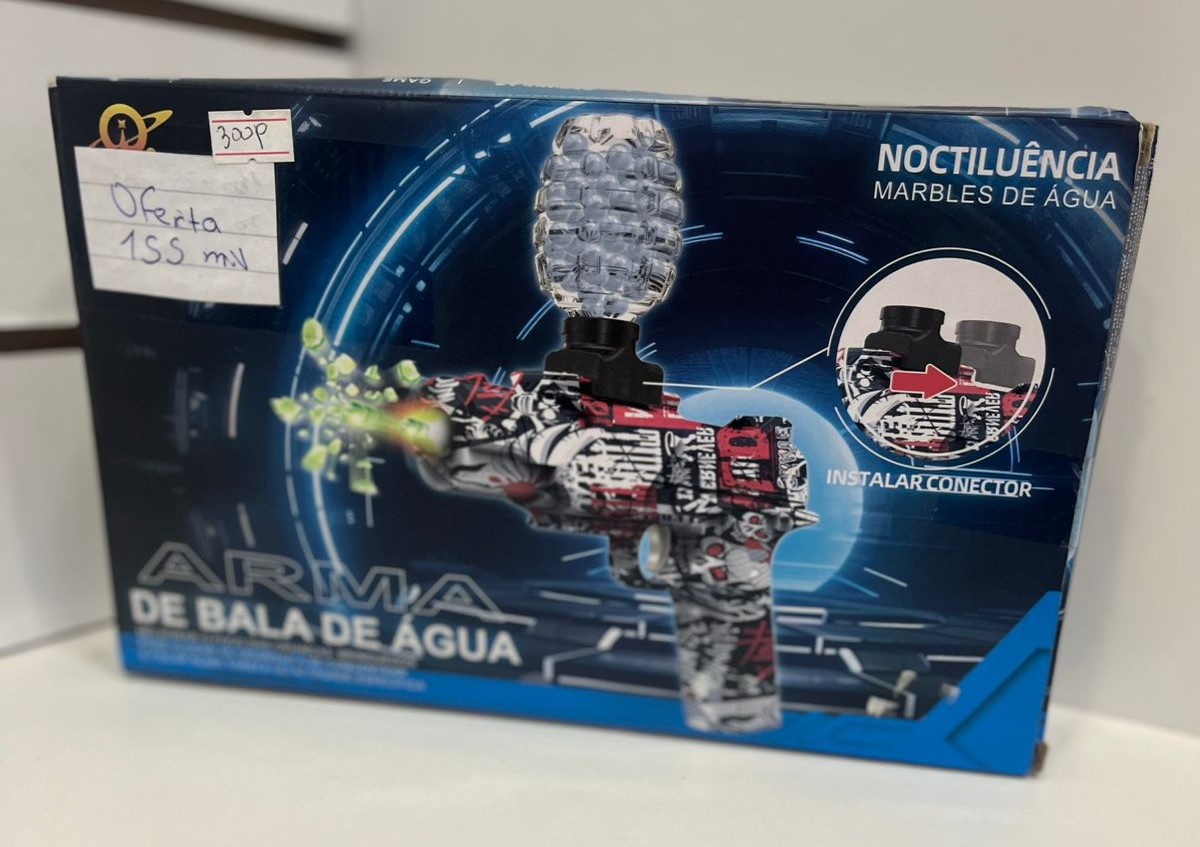 300P
Oferta
155 m.v
NOCTILUÊNCIA
MARBLES DE ÁGUA
INSTALAR CONECTOR
ARMA
DE BALA DE ÁGUA